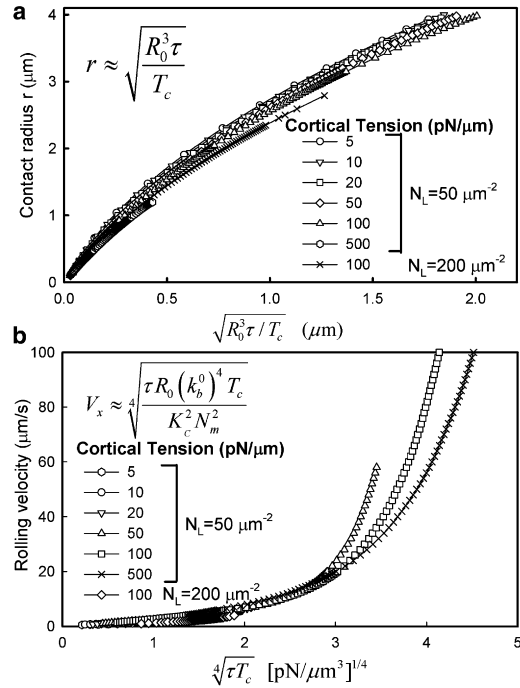 a
r ≈ √(R₀³τ / T_c)
Contact radius r (μm)
4
3
2
1
0
Cortical Tension (pN/μm)
5
10
20
50
100
500
N_L=50 μm⁻²
100 N_L=200 μm⁻²
0.0 0.5 1.0 1.5 2.0
√(R₀³τ / T_c) (μm)
b
V_x ≈ ⁴√(τR₀(k_b⁰)⁴T_c / K_c²N_m²)
Rolling velocity (μm/s)
100
80
60
40
20
0
Cortical Tension (pN/μm)
5
10
20
50
100
500
N_L=50 μm⁻²
100 N_L=200 μm⁻²
0 1 2 3 4 5
⁴√(τT_c) [pN/μm³]^(1/4)